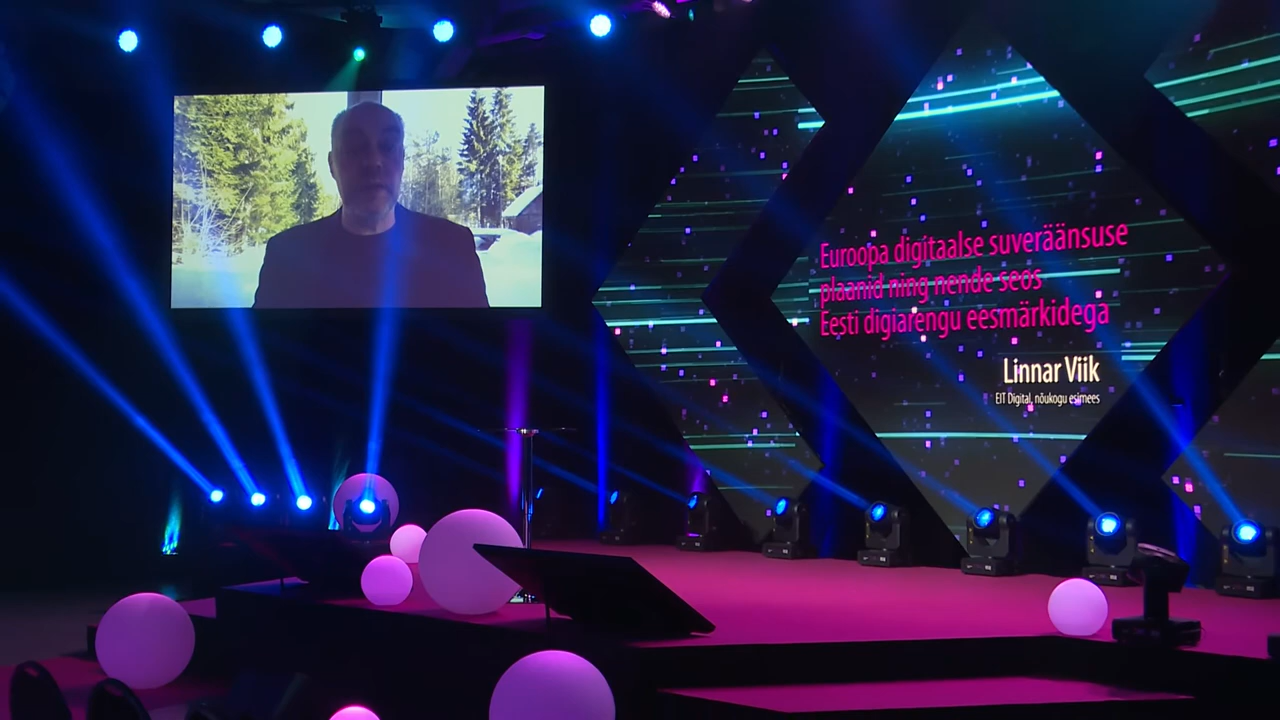 Euroopa digitaalse suveräänsuse
plaanid ning nende seos
Eesti digiarengu eesmärkidega
Linnar Viik
EIT Digital, nõukogu esimees